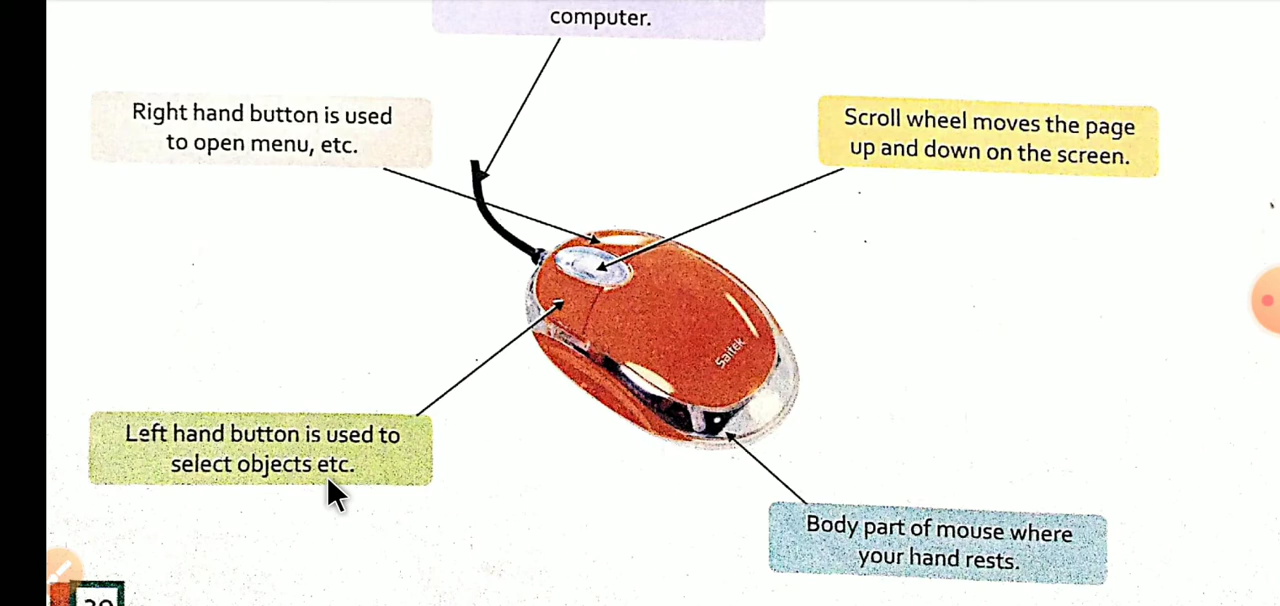 computer.
Right hand button is used
to open menu, etc.
Scroll wheel moves the page
up and down on the screen.
Saitek
Left hand button is used to
select objects etc.
Body part of mouse where
your hand rests.